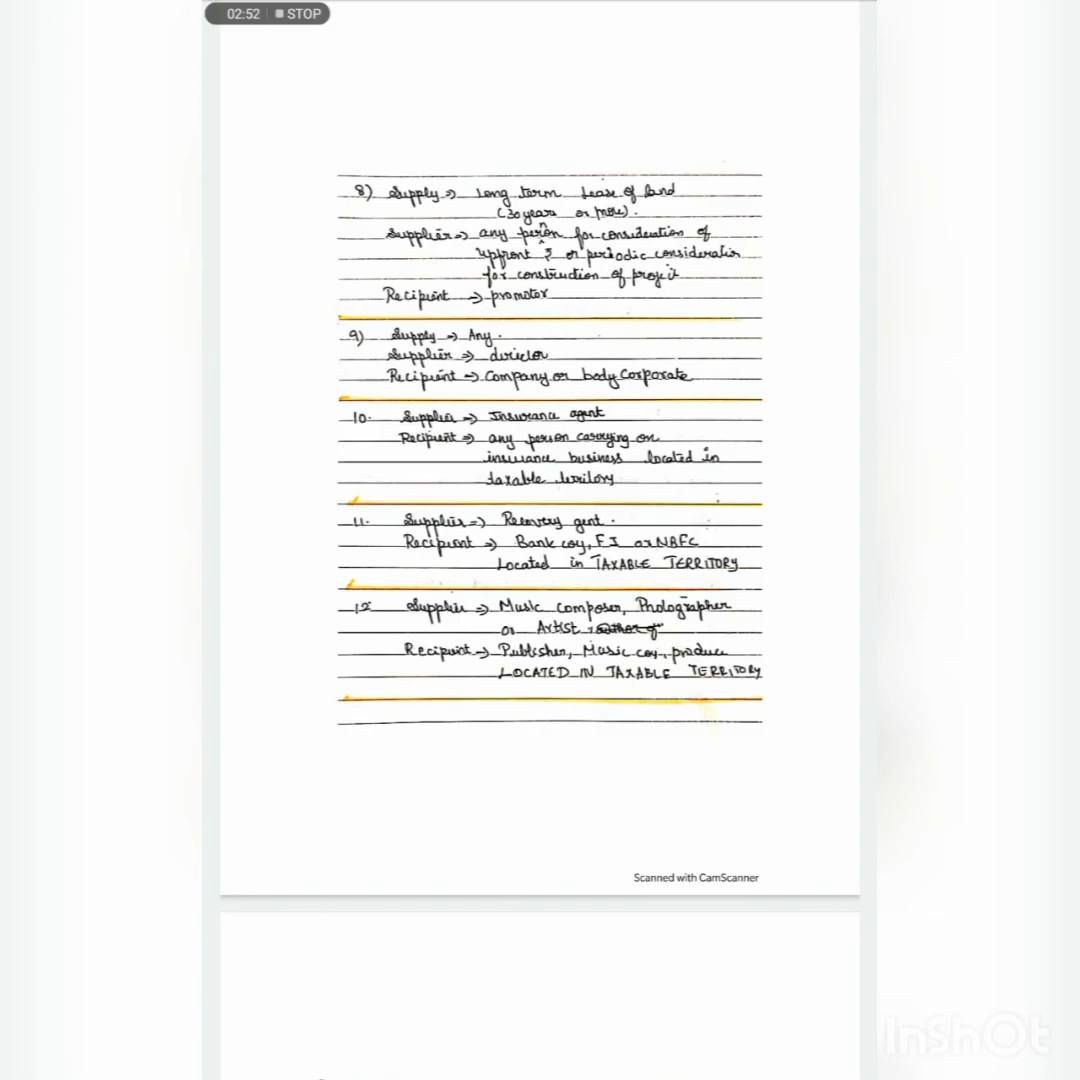 02:52 STOP
8) Supply ⇒ Long term lease of land
(30 years or more).
Supplier ⇒ any person for consideration of
upfront ₹ or periodic consideration
for construction of project
Recipient ⇒ promotor
9) Supply ⇒ Any.
Supplier ⇒ director
Recipient ⇒ Company or body Corporate
10. Supplier ⇒ Insurance agent
Recipient ⇒ any person carrying on
insurance business located in
taxable territory
11. Supplier ⇒ Recovery gent.
Recipient ⇒ Bank coy, FI or NBFC
Located in TAXABLE TERRITORY
12 Supplier ⇒ Music composer, Photographer
or Artist,
Recipient ⇒ Publisher, Music coy, produce
LOCATED IN TAXABLE TERRITORY
Scanned with CamScanner
InShOt